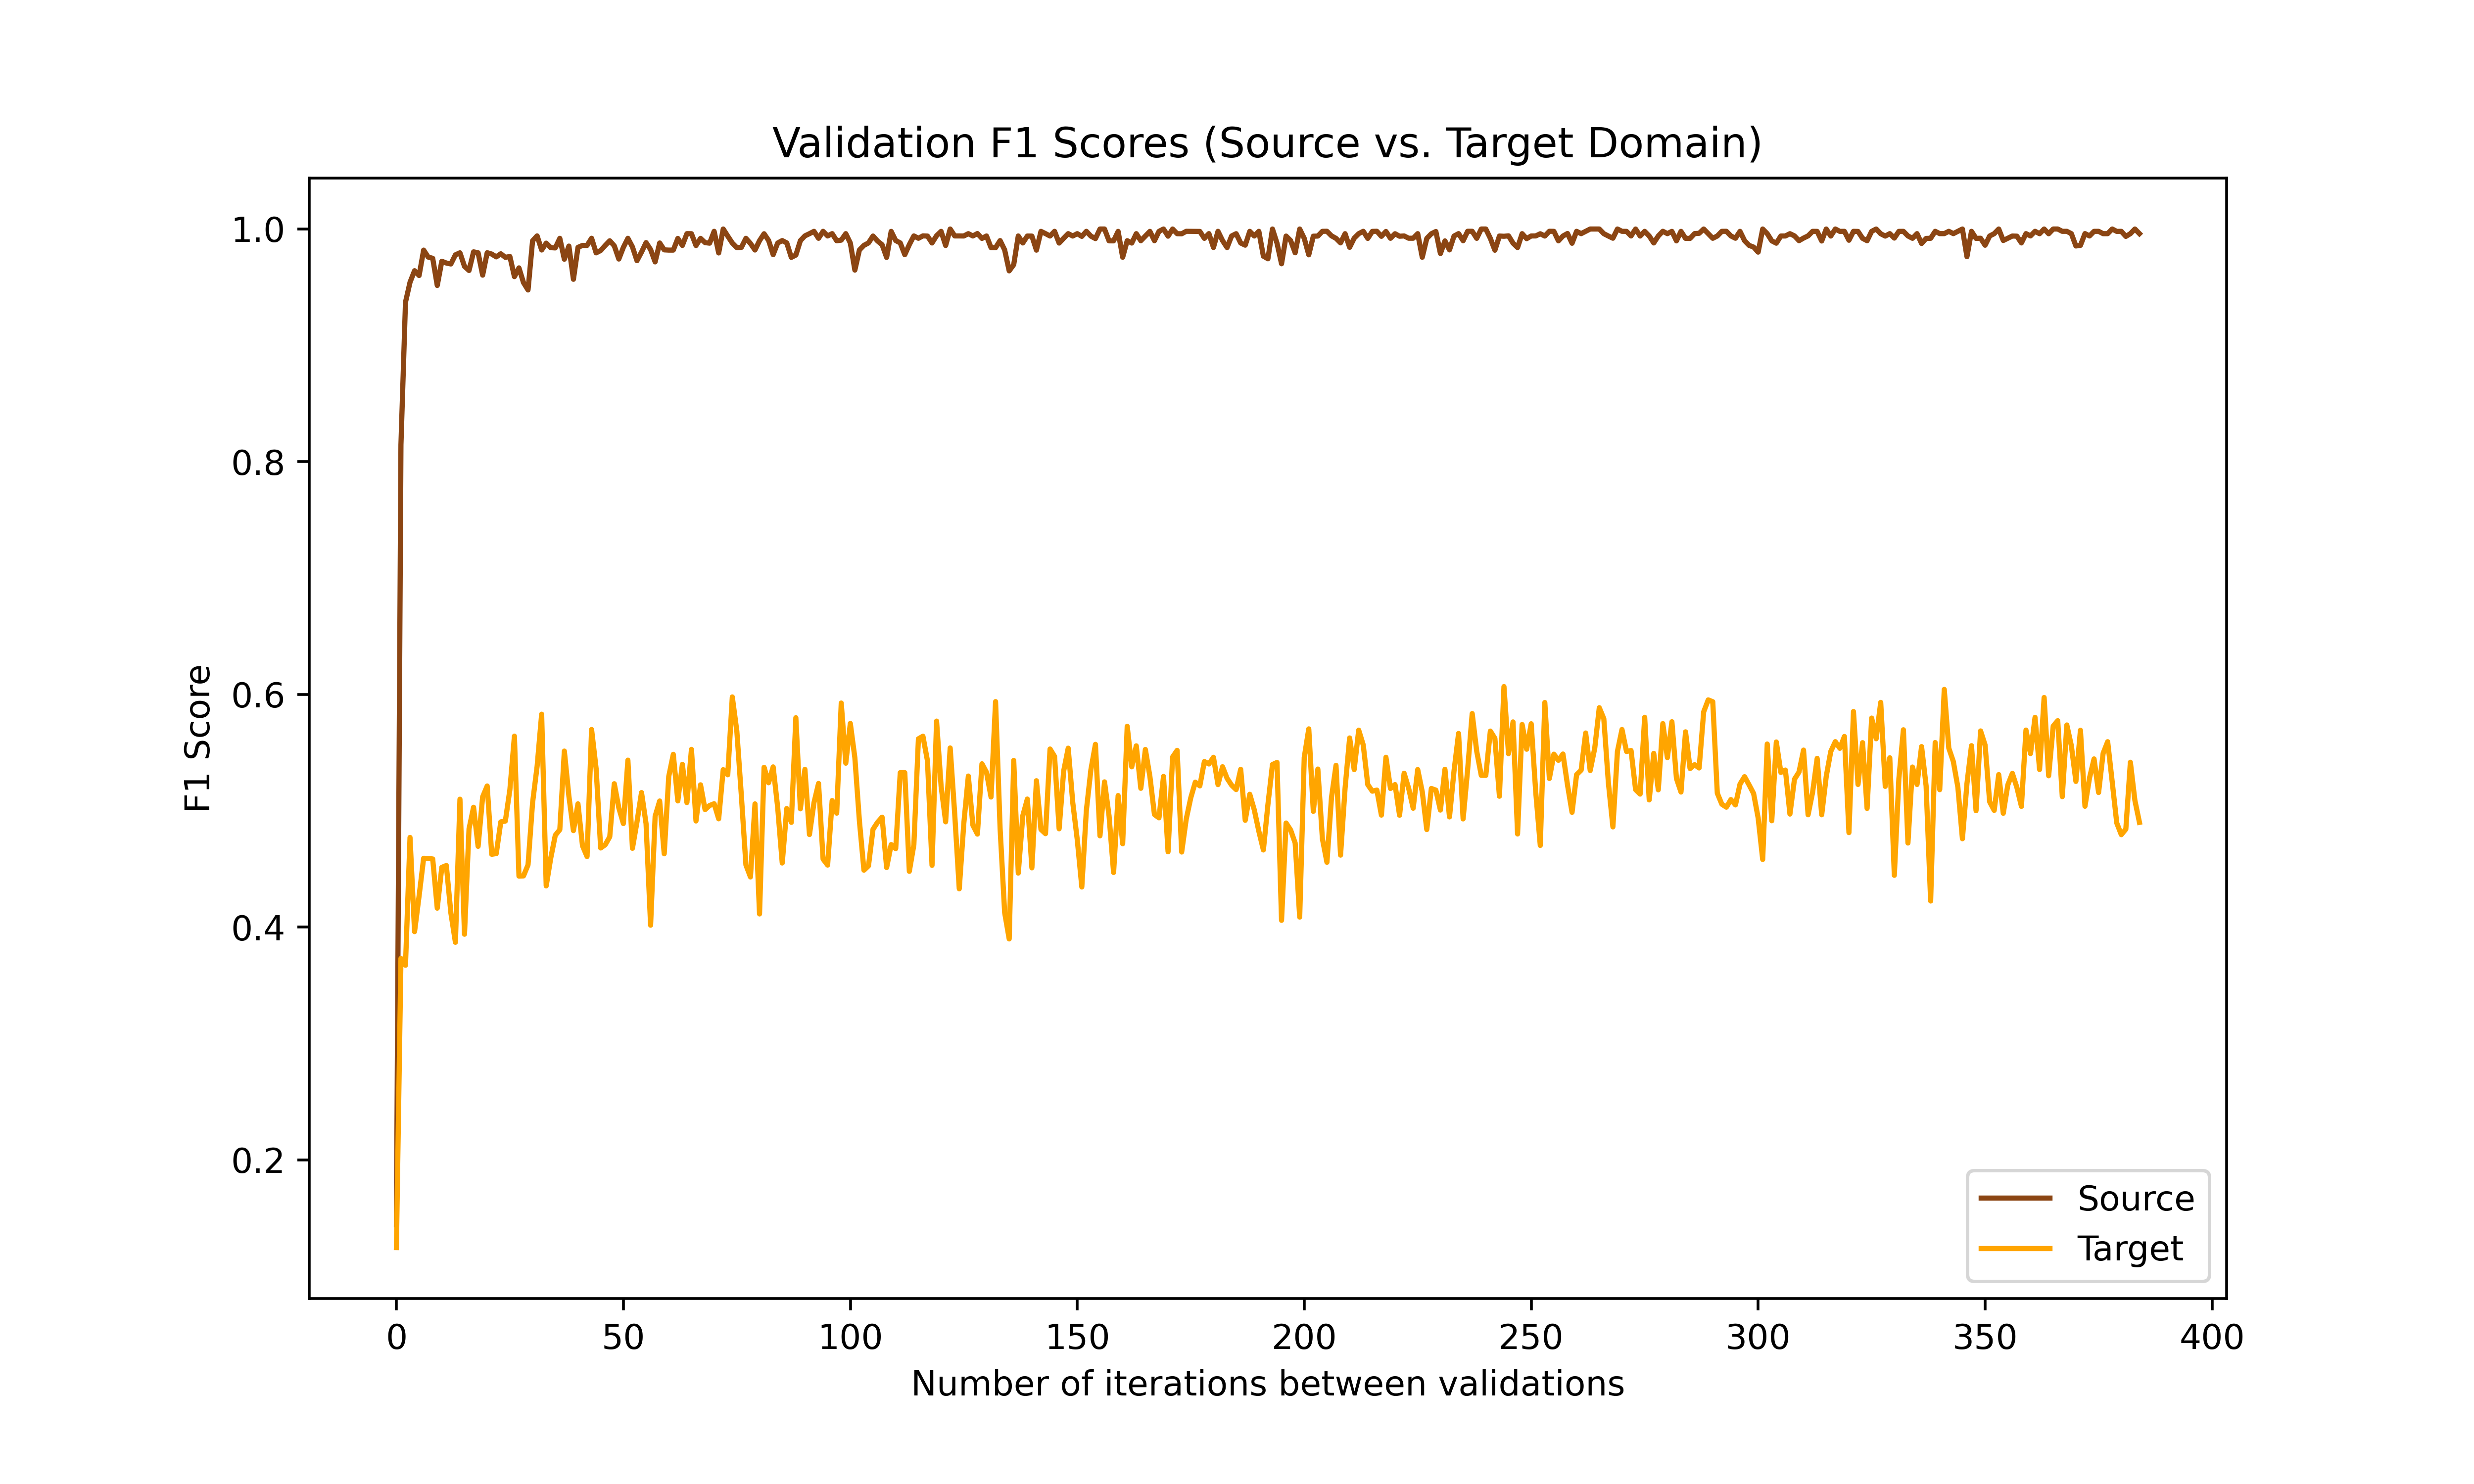 Validation F1 Scores (Source vs. Target Domain)
1.0
0.8
0.6
0.4
0.2
F1 Score
0 50 100 150 200 250 300 350 400
Number of iterations between validations
Source
Target